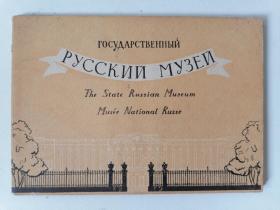 ГОСУДАРСТВЕННЫЙ
РУССКИЙ МУЗЕЙ
The State Russian Museum
Musée National Russe